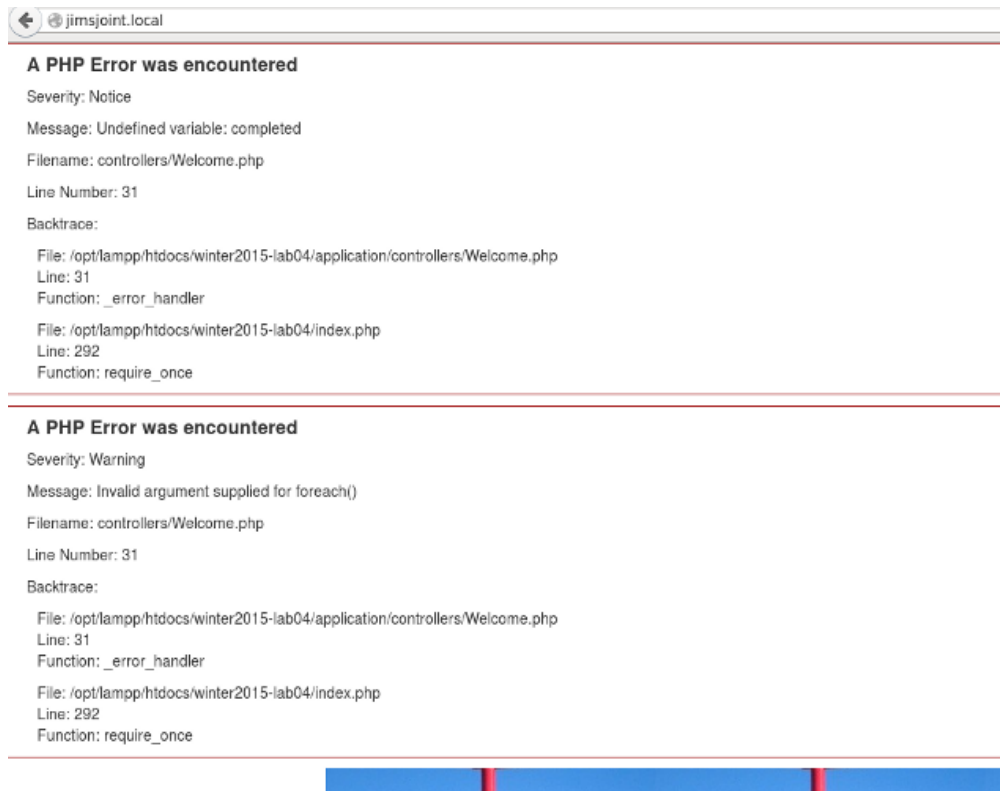 jimsjoint.local
A PHP Error was encountered
Severity: Notice
Message: Undefined variable: completed
Filename: controllers/Welcome.php
Line Number: 31
Backtrace:
File: /opt/lampp/htdocs/winter2015-lab04/application/controllers/Welcome.php
Line: 31
Function: _error_handler
File: /opt/lampp/htdocs/winter2015-lab04/index.php
Line: 292
Function: require_once
A PHP Error was encountered
Severity: Warning
Message: Invalid argument supplied for foreach()
Filename: controllers/Welcome.php
Line Number: 31
Backtrace:
File: /opt/lampp/htdocs/winter2015-lab04/application/controllers/Welcome.php
Line: 31
Function: _error_handler
File: /opt/lampp/htdocs/winter2015-lab04/index.php
Line: 292
Function: require_once